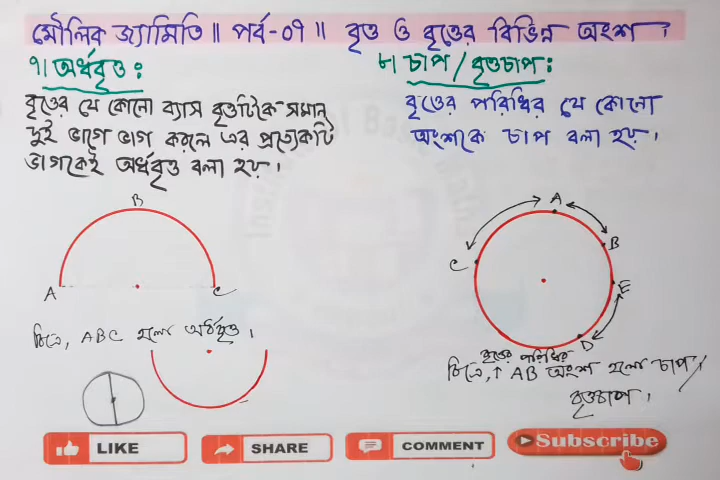 মৌলিক জ্যামিতি॥ পর্ব-০৭॥ বৃত্ত ও বৃত্তের বিভিন্ন অংশ।
৭।অর্ধবৃত্ত:
বৃত্তের যে কোনো ব্যাস বৃত্তটিকে সমান
দুই ভাগে ভাগ করলে এর প্রত্যেকটি
ভাগকেই অর্ধবৃত্ত বলা হয়।
B
A
C
চিত্রে, ABC হলো অর্ধবৃত্ত।
৮।চাপ/বৃত্তচাপ:
বৃত্তের পরিধির যে কোনো
অংশকে চাপ বলা হয়।
A
B
C
E
D
বৃত্তের পরিধির
চিত্রে,↑ AB অংশ হলো চাপ/
বৃত্তচাপ।
LIKE
SHARE
COMMENT
Subscribe